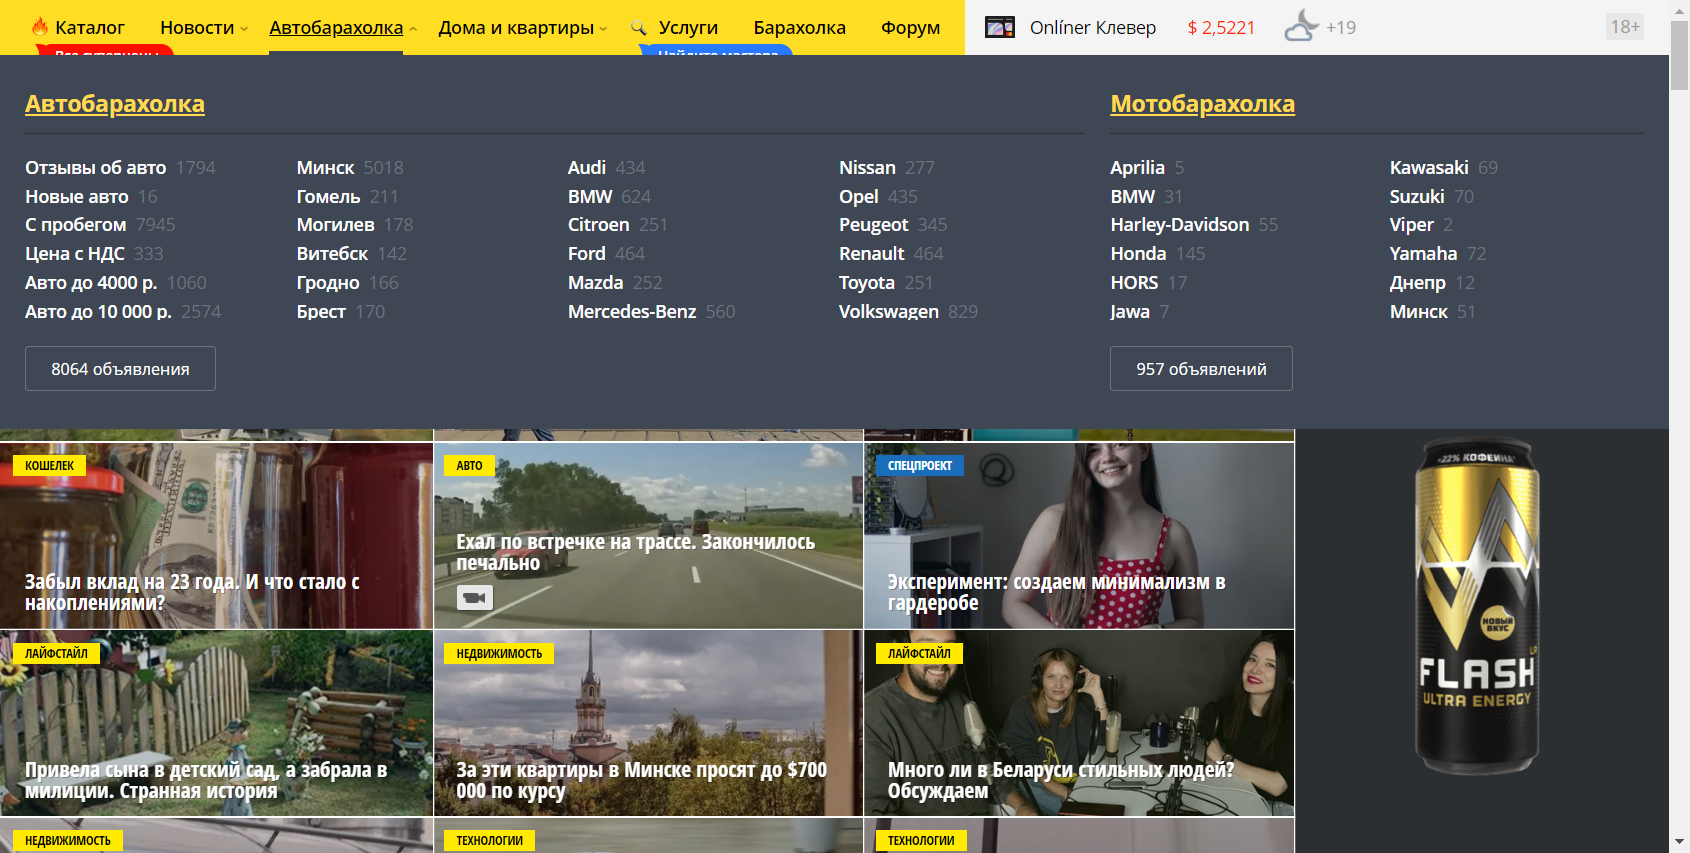 Каталог
Новости
Автобарахолка
Дома и квартиры
Услуги
Барахолка
Форум
Onlíner Клевер
$ 2,5221
+19
18+
Все суперцены
Найдите мастера
Автобарахолка
Мотобарахолка
Отзывы об авто 1794
Новые авто 16
С пробегом 7945
Цена с НДС 333
Авто до 4000 р. 1060
Авто до 10 000 р. 2574
Минск 5018
Гомель 211
Могилев 178
Витебск 142
Гродно 166
Брест 170
Audi 434
BMW 624
Citroen 251
Ford 464
Mazda 252
Mercedes-Benz 560
Nissan 277
Opel 435
Peugeot 345
Renault 464
Toyota 251
Volkswagen 829
Aprilia 5
BMW 31
Harley-Davidson 55
Honda 145
HORS 17
Jawa 7
Kawasaki 69
Suzuki 70
Viper 2
Yamaha 72
Днепр 12
Минск 51
8064 объявления
957 объявлений
КОШЕЛЕК
Забыл вклад на 23 года. И что стало с
накоплениями?
АВТО
Ехал по встречке на трассе. Закончилось
печально
СПЕЦПРОЕКТ
Эксперимент: создаем минимализм в
гардеробе
+22% КОФЕИНА*
НОВЫЙ
ВКУС
UP
FLASH
ULTRA ENERGY
ЛАЙФСТАЙЛ
Привела сына в детский сад, а забрала в
милиции. Странная история
НЕДВИЖИМОСТЬ
За эти квартиры в Минске просят до $700
000 по курсу
ЛАЙФСТАЙЛ
Много ли в Беларуси стильных людей?
Обсуждаем
НЕДВИЖИМОСТЬ
ТЕХНОЛОГИИ
ТЕХНОЛОГИИ